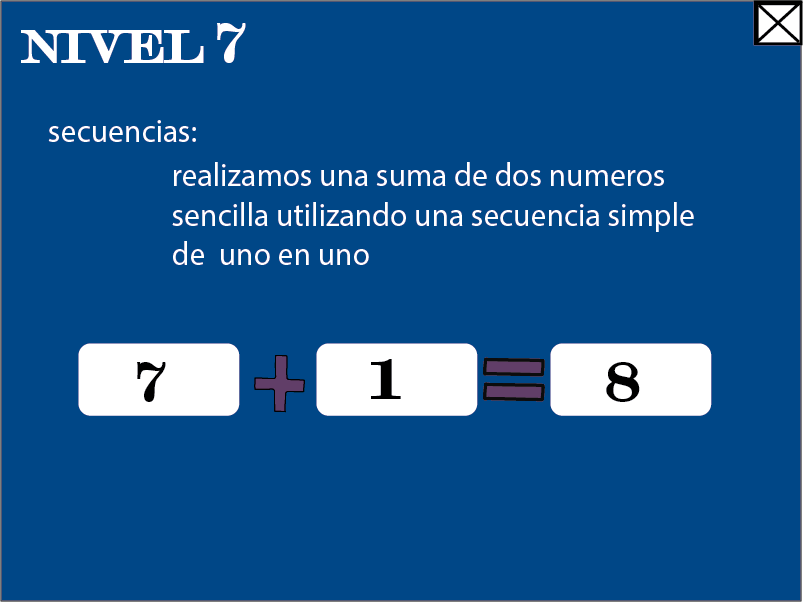 NIVEL 7
secuencias:
realizamos una suma de dos numeros
sencilla utilizando una secuencia simple
de uno en uno
7 + 1 = 8